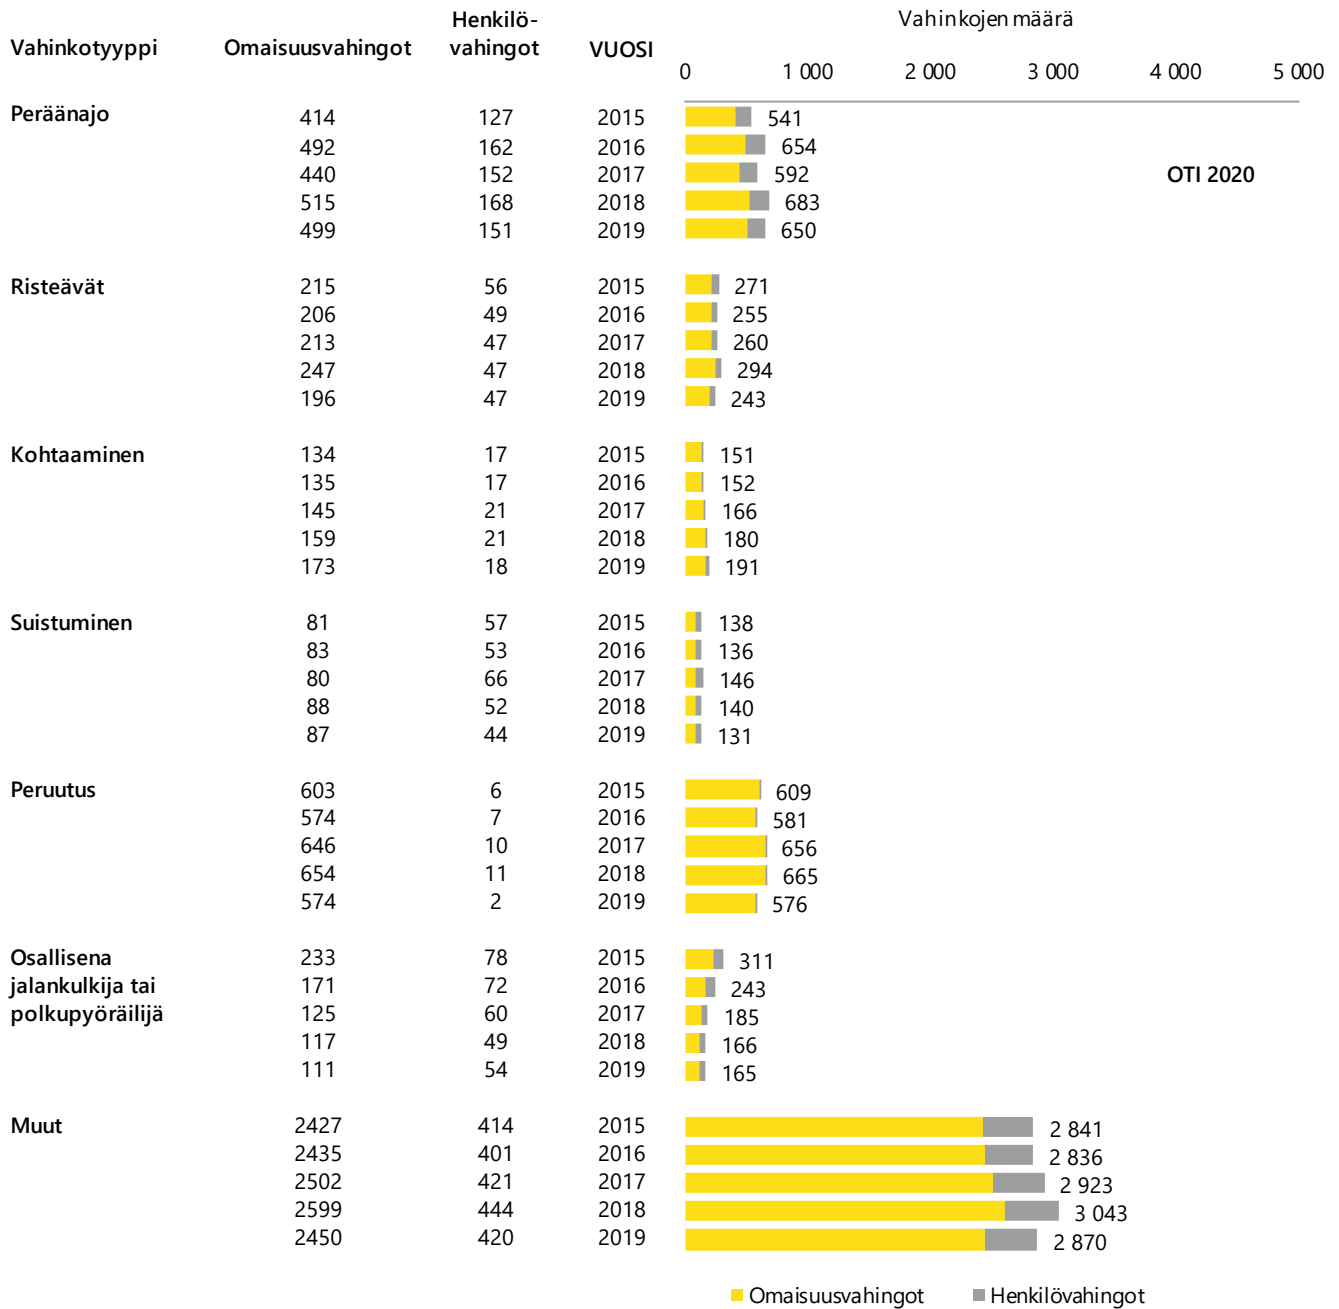 Henkilö-
Vahinkojen määrä
Vahinkotyyppi Omaisuusvahingot vahingot VUOSI
0 1 000 2 000 3 000 4 000 5 000
Peräänajo 414 127 2015 541
492 162 2016 654
440 152 2017 592 OTI 2020
515 168 2018 683
499 151 2019 650
Risteävät 215 56 2015 271
206 49 2016 255
213 47 2017 260
247 47 2018 294
196 47 2019 243
Kohtaaminen 134 17 2015 151
135 17 2016 152
145 21 2017 166
159 21 2018 180
173 18 2019 191
Suistuminen 81 57 2015 138
83 53 2016 136
80 66 2017 146
88 52 2018 140
87 44 2019 131
Peruutus 603 6 2015 609
574 7 2016 581
646 10 2017 656
654 11 2018 665
574 2 2019 576
Osallisena 233 78 2015 311
jalankulkija tai 171 72 2016 243
polkupyöräilijä 125 60 2017 185
117 49 2018 166
111 54 2019 165
Muut 2427 414 2015 2 841
2435 401 2016 2 836
2502 421 2017 2 923
2599 444 2018 3 043
2450 420 2019 2 870
Omaisuusvahingot Henkilövahingot